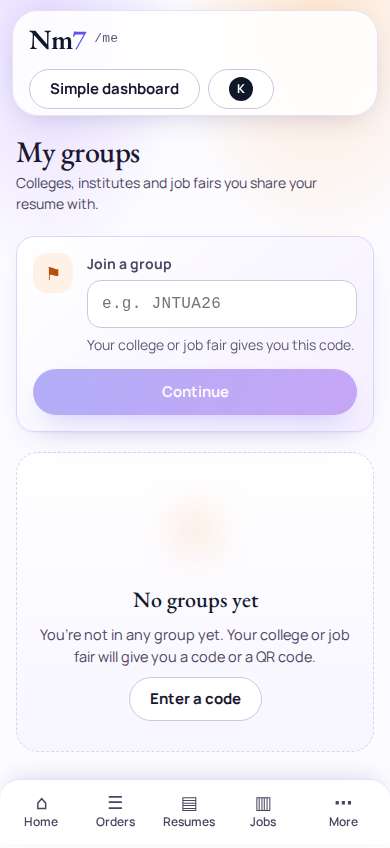 Nm7 /me
Simple dashboard K
My groups
Colleges, institutes and job fairs you share your
resume with.
Join a group
e.g. JNTUA26
Your college or job fair gives you this code.
Continue
No groups yet
You're not in any group yet. Your college or job
fair will give you a code or a QR code.
Enter a code
Home Orders Resumes Jobs More